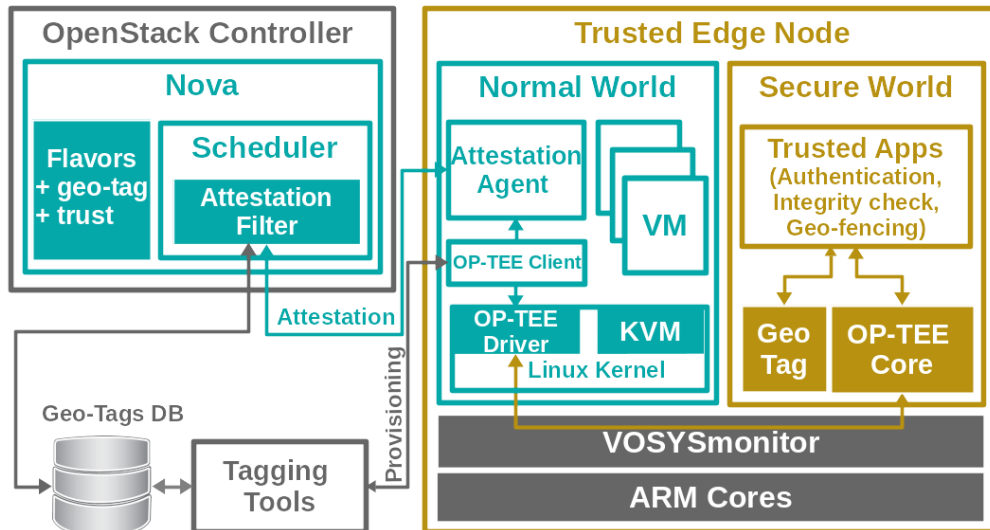 OpenStack Controller
Nova
Flavors
+ geo-tag
+ trust
Scheduler
Attestation
Filter
Attestation
Geo-Tags DB
Tagging
Tools
Provisioning
Trusted Edge Node
Normal World
Attestation
Agent
VM
OP-TEE Client
OP-TEE
Driver
KVM
Linux Kernel
Secure World
Trusted Apps
(Authentication,
Integrity check,
Geo-fencing)
Geo
Tag
OP-TEE
Core
VOSYSmonitor
ARM Cores